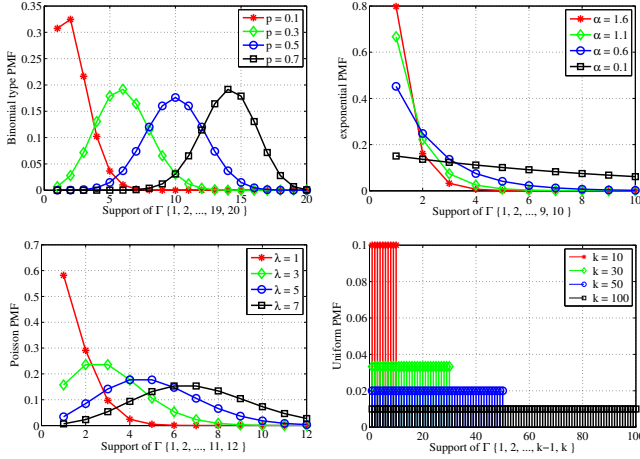 0.35
0.3
0.25
0.2
0.15
0.1
0.05
0
0 5 10 15 20
Binomial type PMF
Support of Γ {1, 2, ..., 19, 20 }
p = 0.1
p = 0.3
p = 0.5
p = 0.7
0.8
0.6
0.4
0.2
0
0 2 4 6 8 10
exponential PMF
Support of Γ { 1, 2, ..., 9, 10 }
α = 1.6
α = 1.1
α = 0.6
α = 0.1
0.7
0.6
0.5
0.4
0.3
0.2
0.1
0
0 2 4 6 8 10 12
Poisson PMF
Support of Γ { 1, 2, ..., 11, 12 }
λ = 1
λ = 3
λ = 5
λ = 7
0.1
0.08
0.06
0.04
0.02
0
0 20 40 60 80 100
Uniform PMF
Support of Γ {1, 2, ..., k−1, k }
k = 10
k = 30
k = 50
k = 100